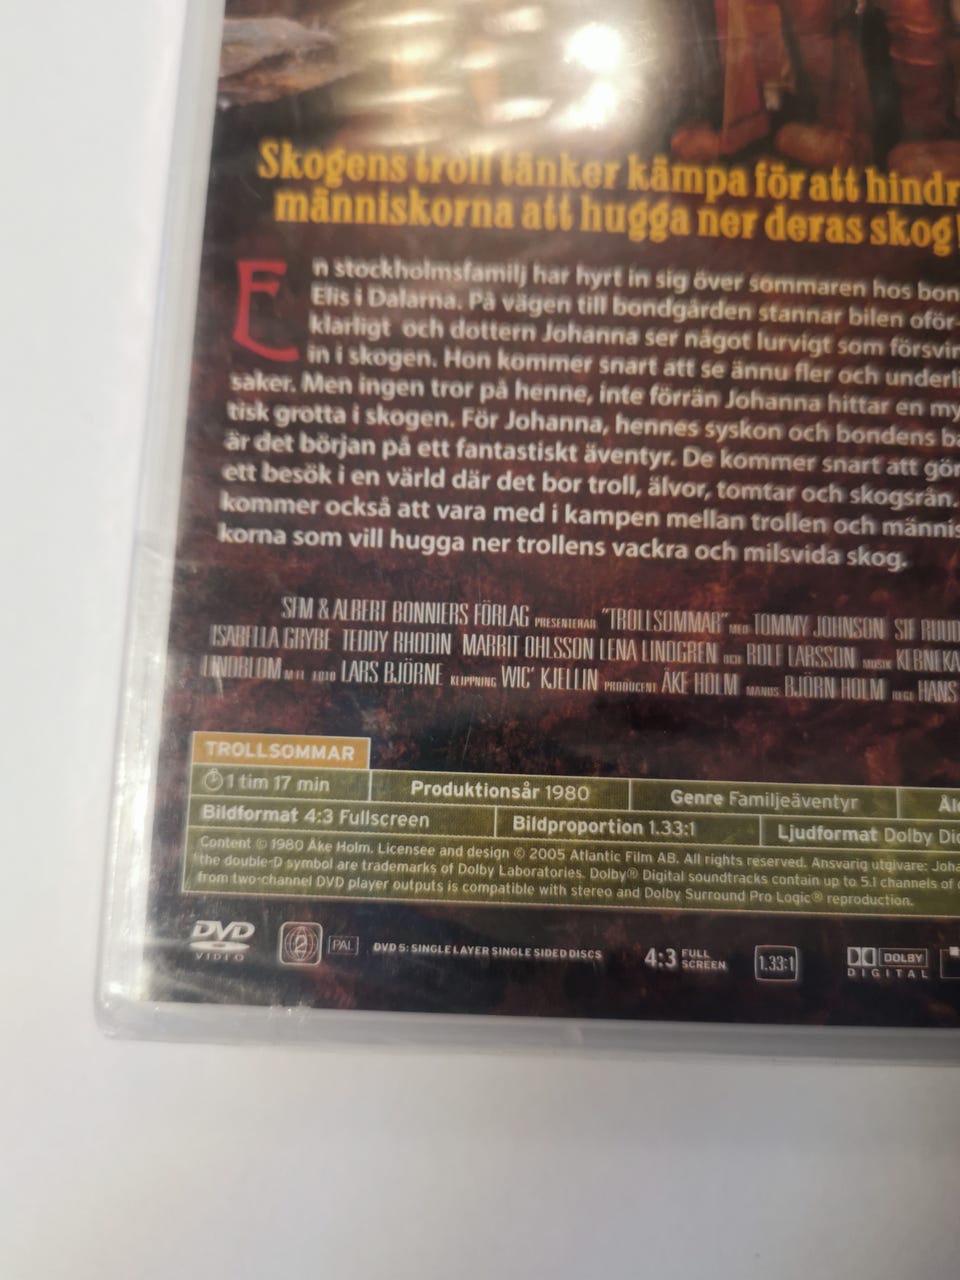 Skogens troll tänker kämpa för att hindr
människorna att hugga ner deras skog!
En stockholmsfamilj har hyrt in sig över sommaren hos bon
Elis i Dalarna. På vägen till bondgården stannar bilen oför-
klarligt och dottern Johanna ser något lurvigt som försvin
in i skogen. Hon kommer snart att se ännu fler och underli
saker. Men ingen tror på henne, inte förrän Johanna hittar en my
tisk grotta i skogen. För Johanna, hennes syskon och bondens ba
är det början på ett fantastiskt äventyr. De kommer snart att gör
ett besök i en värld där det bor troll, älvor, tomtar och skogsrån.
kommer också att vara med i kampen mellan trollen och männis
korna som vill hugga ner trollens vackra och milsvida skog.
SFM & ALBERT BONNIERS FÖRLAG PRESENTERAR "TROLLSOMMAR" MED TOMMY JOHNSON SIF RUUD
ISABELLA GRYBE TEDDY RHODIN MARRIT OHLSSON LENA LINDGREN OCH ROLF LARSSON MUSIK KEBNEKA
LINDBLOM M FL FOTO LARS BJÖRNE KLIPPNING WIC' KJELLIN PRODUCENT ÅKE HOLM MANUS BJÖRN HOLM REGI HANS
TROLLSOMMAR
1 tim 17 min Produktionsår 1980 Genre Familjeäventyr Åld
Bildformat 4:3 Fullscreen Bildproportion 1.33:1 Ljudformat Dolby Dig
Content © 1980 Åke Holm. Licensee and design © 2005 Atlantic Film AB. All rights reserved. Ansvarig utgivare: Joha
the double-D symbol are trademarks of Dolby Laboratories. Dolby® Digital soundtracks contain up to 5.1 channels of
from two-channel DVD player outputs is compatible with stereo and Dolby Surround Pro Logic® reproduction.
DVD VIDEO 2 PAL DVD 5: SINGLE LAYER SINGLE SIDED DISCS 4:3 FULL SCREEN 1.33:1 DOLBY DIGITAL